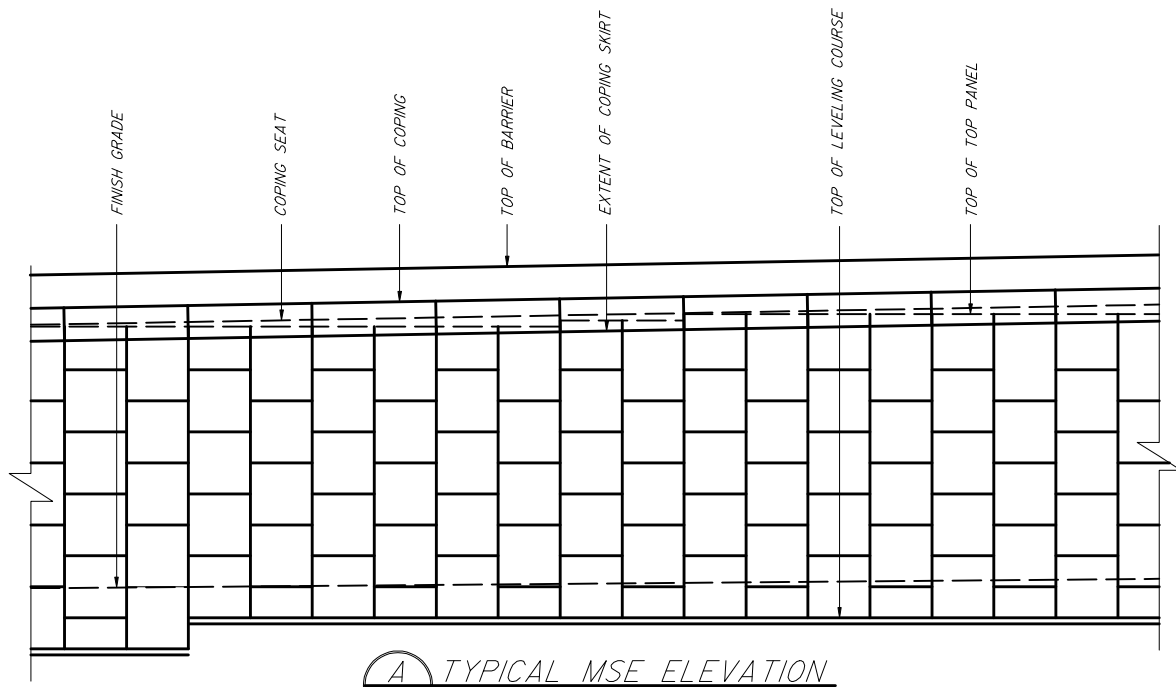 FINISH GRADE
COPING SEAT
TOP OF COPING
TOP OF BARRIER
EXTENT OF COPING SKIRT
TOP OF LEVELING COURSE
TOP OF TOP PANEL
A TYPICAL MSE ELEVATION